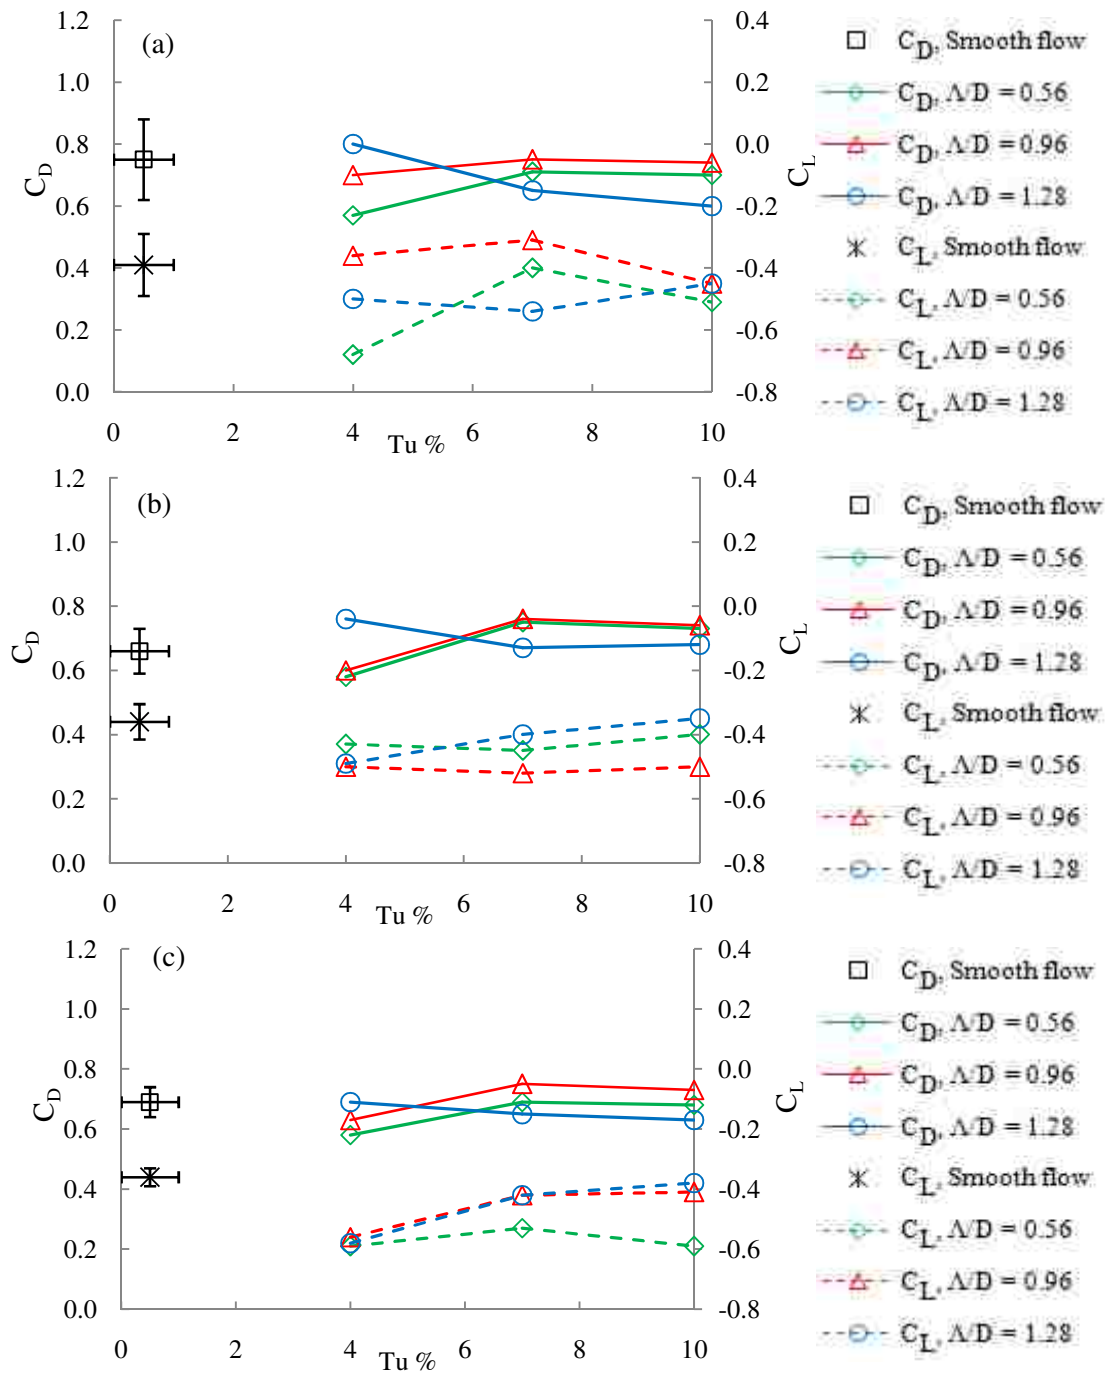 (a)
1.2
1.0
0.8
0.6
0.4
0.2
0.0
C_D
0 2 4 6 8 10
Tu %
0.4
0.2
0.0
-0.2
-0.4
-0.6
-0.8
C_L
C_D, Smooth flow
C_D, Λ/D = 0.56
C_D, Λ/D = 0.96
C_D, Λ/D = 1.28
C_L, Smooth flow
C_L, Λ/D = 0.56
C_L, Λ/D = 0.96
C_L, Λ/D = 1.28
(b)
1.2
1.0
0.8
0.6
0.4
0.2
0.0
C_D
0 2 4 6 8 10
Tu %
0.4
0.2
0.0
-0.2
-0.4
-0.6
-0.8
C_L
C_D, Smooth flow
C_D, Λ/D = 0.56
C_D, Λ/D = 0.96
C_D, Λ/D = 1.28
C_L, Smooth flow
C_L, Λ/D = 0.56
C_L, Λ/D = 0.96
C_L, Λ/D = 1.28
(c)
1.2
1.0
0.8
0.6
0.4
0.2
0.0
C_D
0 2 4 6 8 10
Tu %
0.4
0.2
0.0
-0.2
-0.4
-0.6
-0.8
C_L
C_D, Smooth flow
C_D, Λ/D = 0.56
C_D, Λ/D = 0.96
C_D, Λ/D = 1.28
C_L, Smooth flow
C_L, Λ/D = 0.56
C_L, Λ/D = 0.96
C_L, Λ/D = 1.28